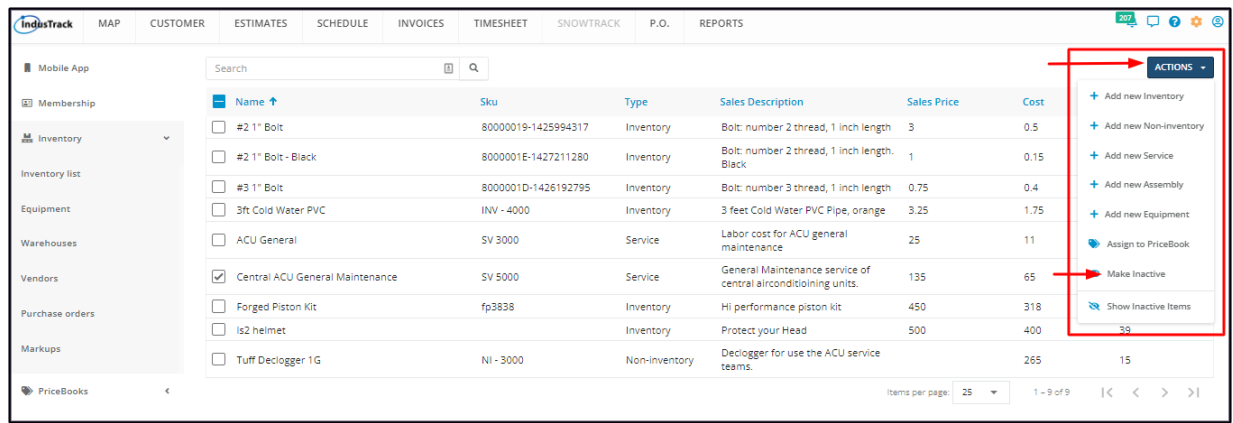 IndusTrack MAP CUSTOMER ESTIMATES SCHEDULE INVOICES TIMESHEET SNOWTRACK P.O. REPORTS 207
Mobile App
Membership
Inventory
Inventory list
Equipment
Warehouses
Vendors
Purchase orders
Markups
PriceBooks
Search
ACTIONS
Name Sku Type Sales Description Sales Price Cost
#2 1" Bolt 80000019-1425994317 Inventory Bolt: number 2 thread, 1 inch length 3 0.5
#2 1" Bolt - Black 8000001E-1427211280 Inventory Bolt: number 2 thread, 1 inch length. 1 0.15
Black
#3 1" Bolt 8000001D-1426192795 Inventory Bolt: number 3 thread, 1 inch length 0.75 0.4
3ft Cold Water PVC INV - 4000 Inventory 3 feet Cold Water PVC Pipe, orange 3.25 1.75
ACU General SV 3000 Service Labor cost for ACU general 25 11
maintenance
Central ACU General Maintenance SV 5000 Service General Maintenance service of 135 65
central airconditioining units.
Forged Piston Kit fp3838 Inventory Hi performance piston kit 450 318
ls2 helmet Inventory Protect your Head 500 400 39
Tuff Declogger 1G NI - 3000 Non-inventory Declogger for use the ACU service 265 15
teams.
Add new Inventory
Add new Non-inventory
Add new Service
Add new Assembly
Add new Equipment
Assign to PriceBook
Make Inactive
Show Inactive Items
Items per page: 25 1 – 9 of 9